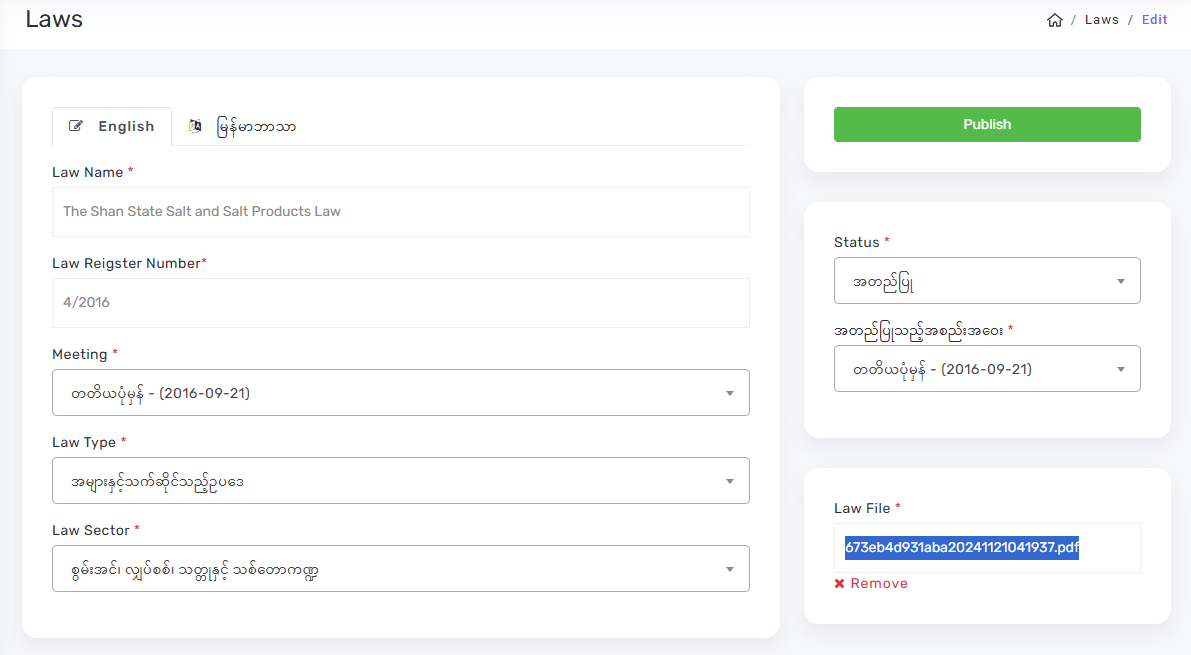 Laws
/ Laws / Edit
English
မြန်မာဘာသာ
Law Name *
The Shan State Salt and Salt Products Law
Law Reigster Number*
4/2016
Meeting *
တတိယပုံမှန် - (2016-09-21)
Law Type *
အများနှင့်သက်ဆိုင်သည့်ဥပဒေ
Law Sector *
စွမ်းအင်၊ လျှပ်စစ်၊ သတ္တုနှင့် သစ်တောကဏ္ဍ
Publish
Status *
အတည်ပြု
အတည်ပြုသည့်အစည်းအဝေး *
တတိယပုံမှန် - (2016-09-21)
Law File *
673eb4d931aba20241121041937.pdf
Remove